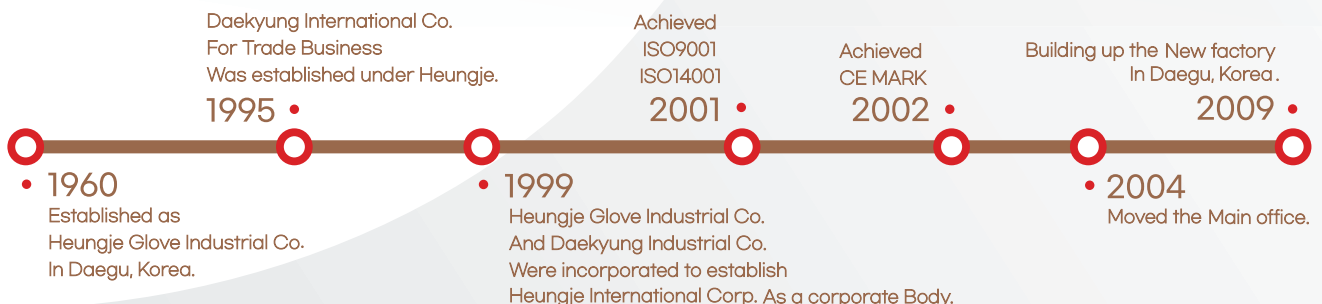 1960
Established as
Heungje Glove Industrial Co.
In Daegu, Korea.
Daekyung International Co.
For Trade Business
Was established under Heungje.
1995
1999
Heungje Glove Industrial Co.
And Daekyung Industrial Co.
Were incorporated to establish
Heungje International Corp. As a corporate Body.
Achieved
ISO9001
ISO14001
2001
Achieved
CE MARK
2002
2004
Moved the Main office.
Building up the New factory
In Daegu, Korea.
2009